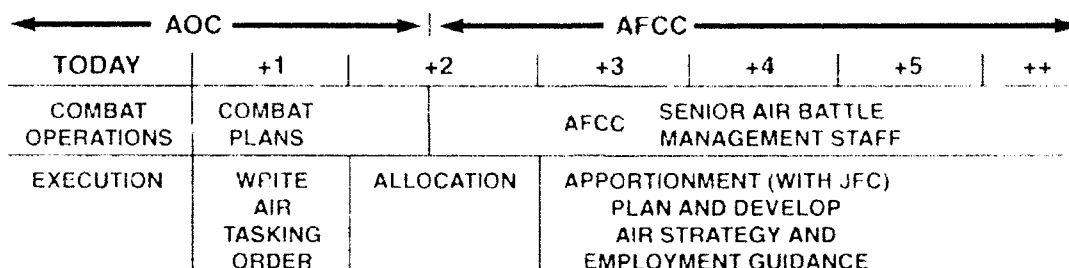 AOC AFCC
TODAY +1 +2 +3 +4 +5 ++
COMBAT OPERATIONS
COMBAT PLANS
AFCC
SENIOR AIR BATTLE
MANAGEMENT STAFF
EXECUTION
WRITE
AIR
TASKING
ORDER
ALLOCATION
APPORTIONMENT (WITH JFC)
PLAN AND DEVELOP
AIR STRATEGY AND
EMPLOYMENT GUIDANCE